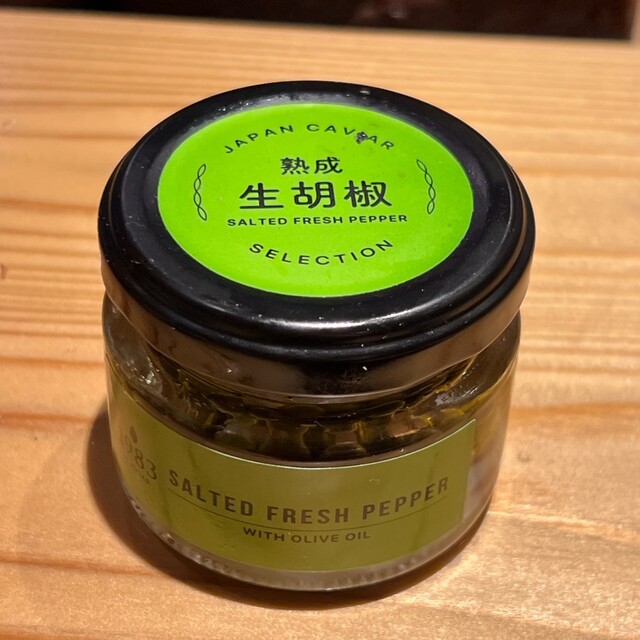 JAPAN CAVIAR
熟成
生胡椒
SALTED FRESH PEPPER
SELECTION
SALTED FRESH PEPPER
WITH OLIVE OIL